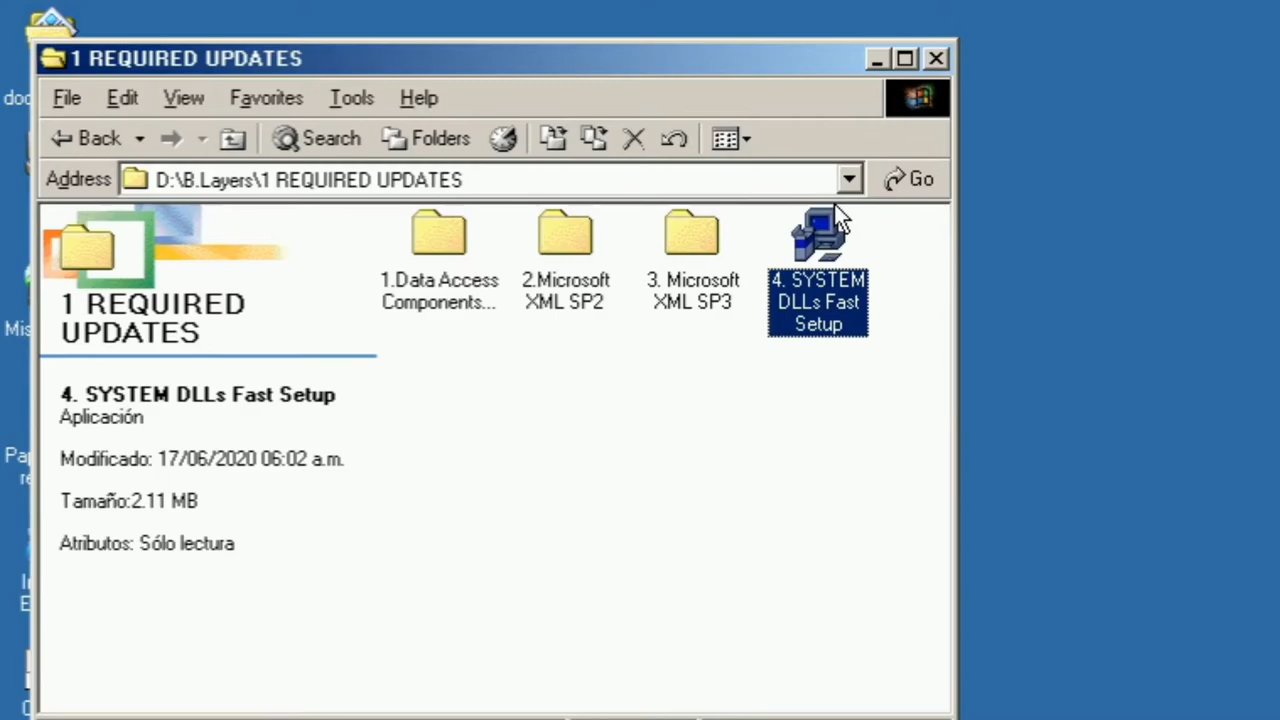 1 REQUIRED UPDATES
File Edit View Favorites Tools Help
Back Search Folders
Address D:\B.Layers\1 REQUIRED UPDATES Go
1.Data Access
Components...
2.Microsoft
XML SP2
3. Microsoft
XML SP3
4. SYSTEM
DLLs Fast
Setup
1 REQUIRED
UPDATES
4. SYSTEM DLLs Fast Setup
Aplicación
Modificado: 17/06/2020 06:02 a.m.
Tamaño:2.11 MB
Atributos: Sólo lectura